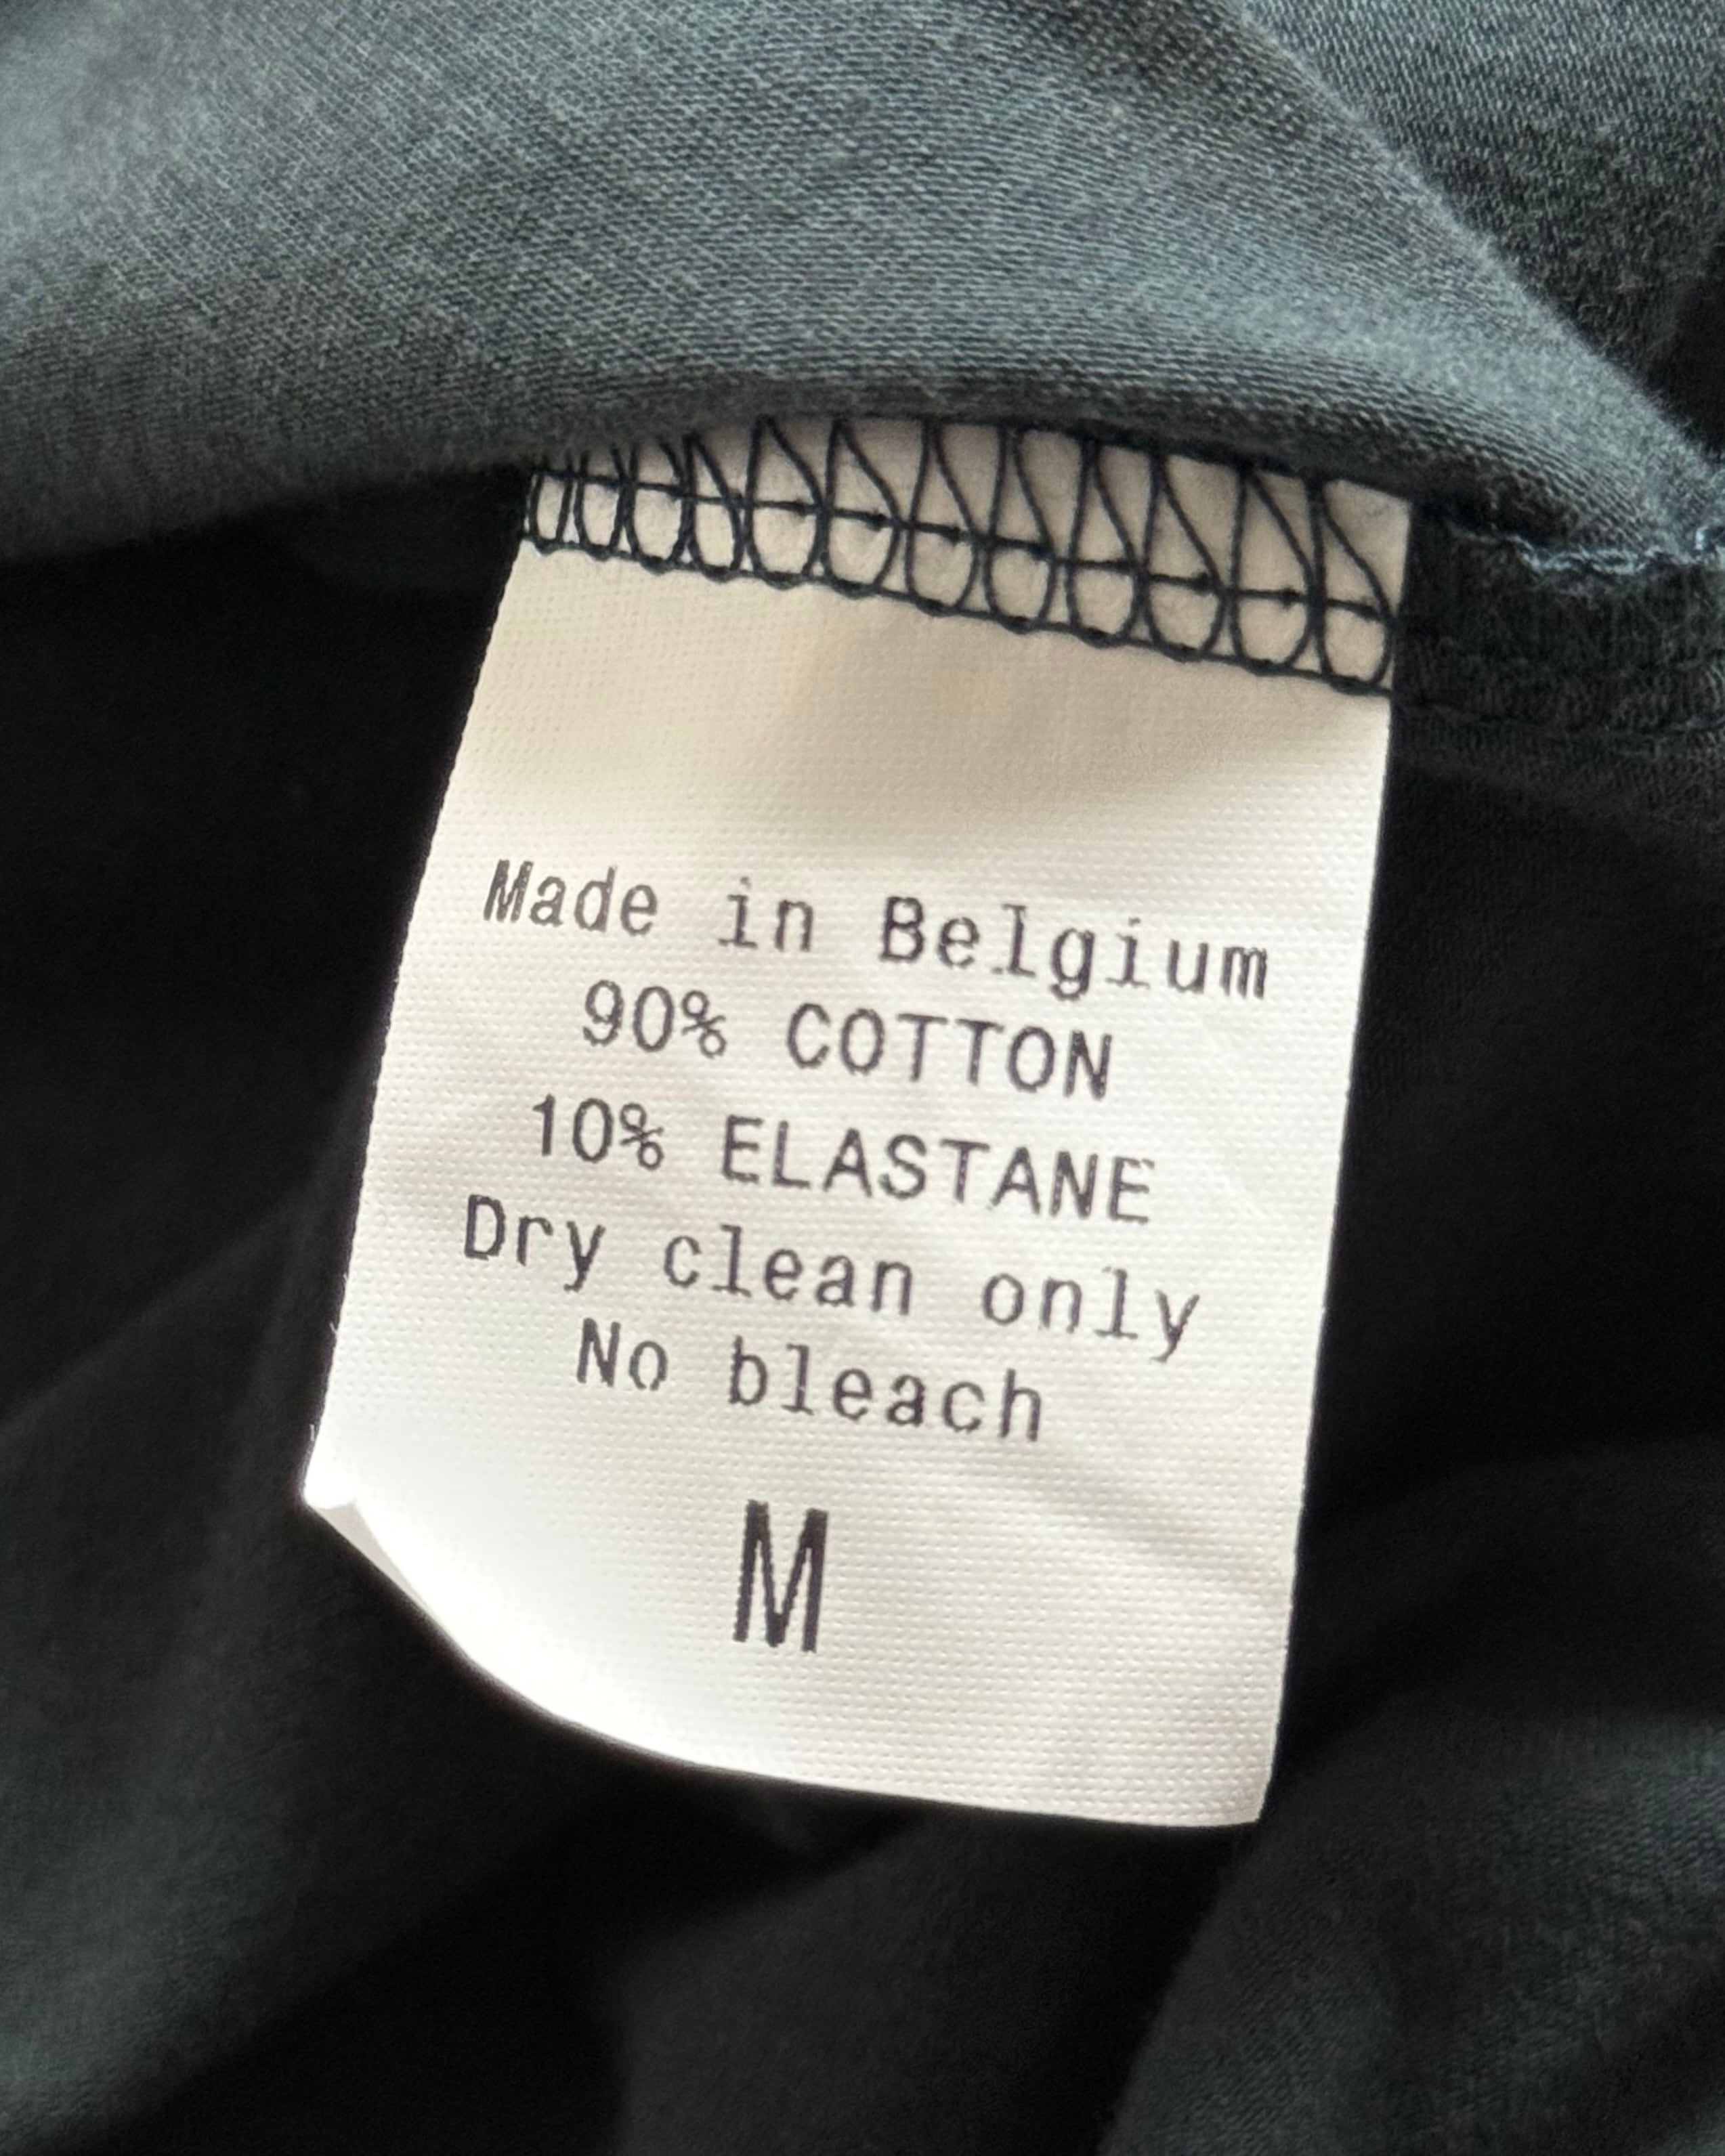 Made in Belgium
90% COTTON
10% ELASTANE
Dry clean only
No bleach
M